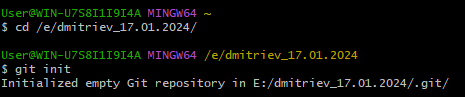 User@WIN-U7S8I1I9I4A MINGW64 ~
$ cd /e/dmitriev_17.01.2024/
User@WIN-U7S8I1I9I4A MINGW64 /e/dmitriev_17.01.2024
$ git init
Initialized empty Git repository in E:/dmitriev_17.01.2024/.git/